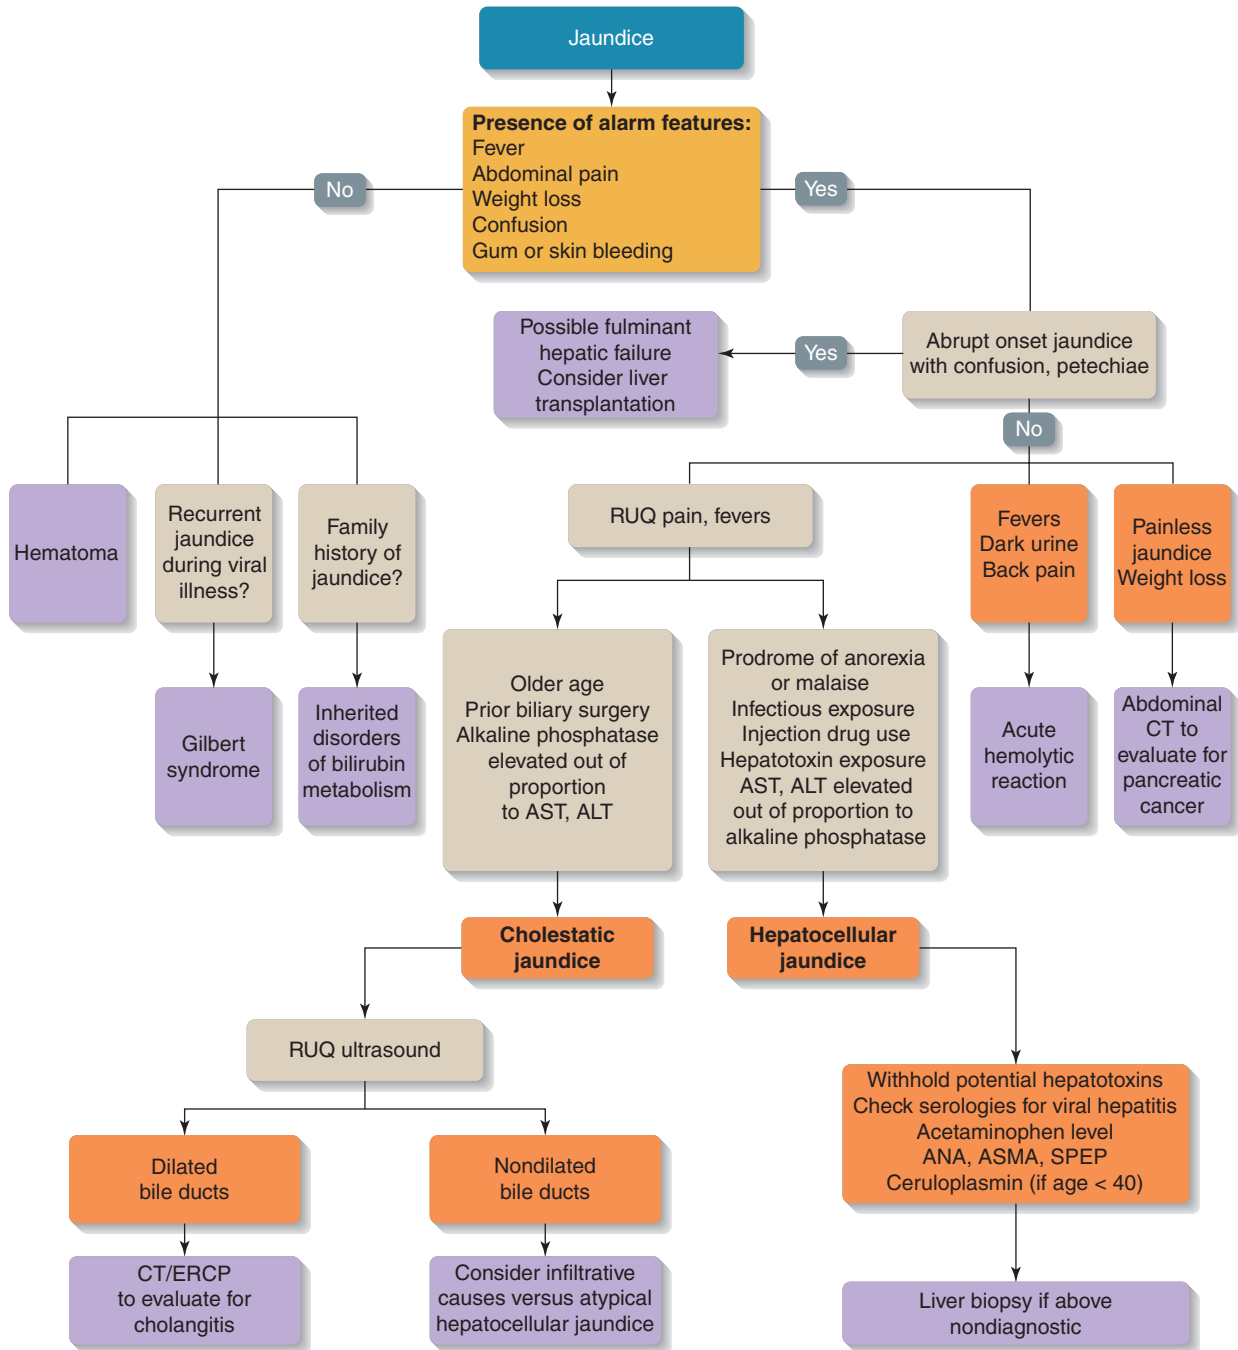 Jaundice
Presence of alarm features:
Fever
Abdominal pain
Weight loss
Confusion
Gum or skin bleeding
No
Yes
Possible fulminant
hepatic failure
Consider liver
transplantation
Yes
Abrupt onset jaundice
with confusion, petechiae
No
Hematoma
Recurrent
jaundice
during viral
illness?
Family
history of
jaundice?
RUQ pain, fevers
Fevers
Dark urine
Back pain
Painless
jaundice
Weight loss
Gilbert
syndrome
Inherited
disorders
of bilirubin
metabolism
Older age
Prior biliary surgery
Alkaline phosphatase
elevated out of
proportion
to AST, ALT
Prodrome of anorexia
or malaise
Infectious exposure
Injection drug use
Hepatotoxin exposure
AST, ALT elevated
out of proportion to
alkaline phosphatase
Acute
hemolytic
reaction
Abdominal
CT to
evaluate for
pancreatic
cancer
Cholestatic
jaundice
Hepatocellular
jaundice
RUQ ultrasound
Withhold potential hepatotoxins
Check serologies for viral hepatitis
Acetaminophen level
ANA, ASMA, SPEP
Ceruloplasmin (if age < 40)
Dilated
bile ducts
Nondilated
bile ducts
CT/ERCP
to evaluate for
cholangitis
Consider infiltrative
causes versus atypical
hepatocellular jaundice
Liver biopsy if above
nondiagnostic